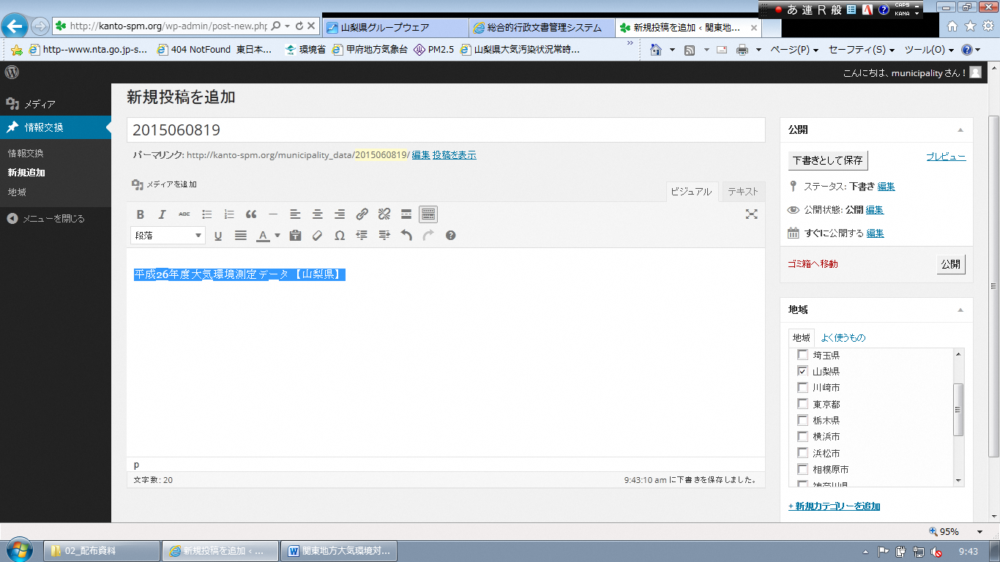 あ 連 R 般 CAPS KANA
http://kanto-spm.org/wp-admin/post-new.php 山梨県グループウェア 総合的行政文書管理システム 新規投稿を追加 ‹ 関東地...
http--www.nta.go.jp-s... 404 NotFound 東日本... 環境省 甲府地方気象台 PM2.5 山梨県大気汚染状況常時... ページ(P) セーフティ(S) ツール(O)
こんにちは、municipality さん！
メディア
情報交換
情報交換
新規追加
地域
メニューを閉じる
新規投稿を追加
2015060819
パーマリンク: http://kanto-spm.org/municipality_data/2015060819/ 編集 投稿を表示
メディアを追加
ビジュアル テキスト
B I ABC
段落 U A
平成26年度大気環境測定データ【山梨県】
p
文字数: 20 9:43:10 am に下書きを保存しました。
公開
下書きとして保存 プレビュー
ステータス: 下書き 編集
公開状態: 公開 編集
すぐに公開する 編集
ゴミ箱へ移動 公開
地域
地域 よく使うもの
埼玉県
山梨県
川崎市
東京都
栃木県
横浜市
浜松市
相模原市
神奈川県
+ 新規カテゴリーを追加
95%
02_配布資料 新規投稿を追加 ‹ ... 関東地方大気環境対... 9:43